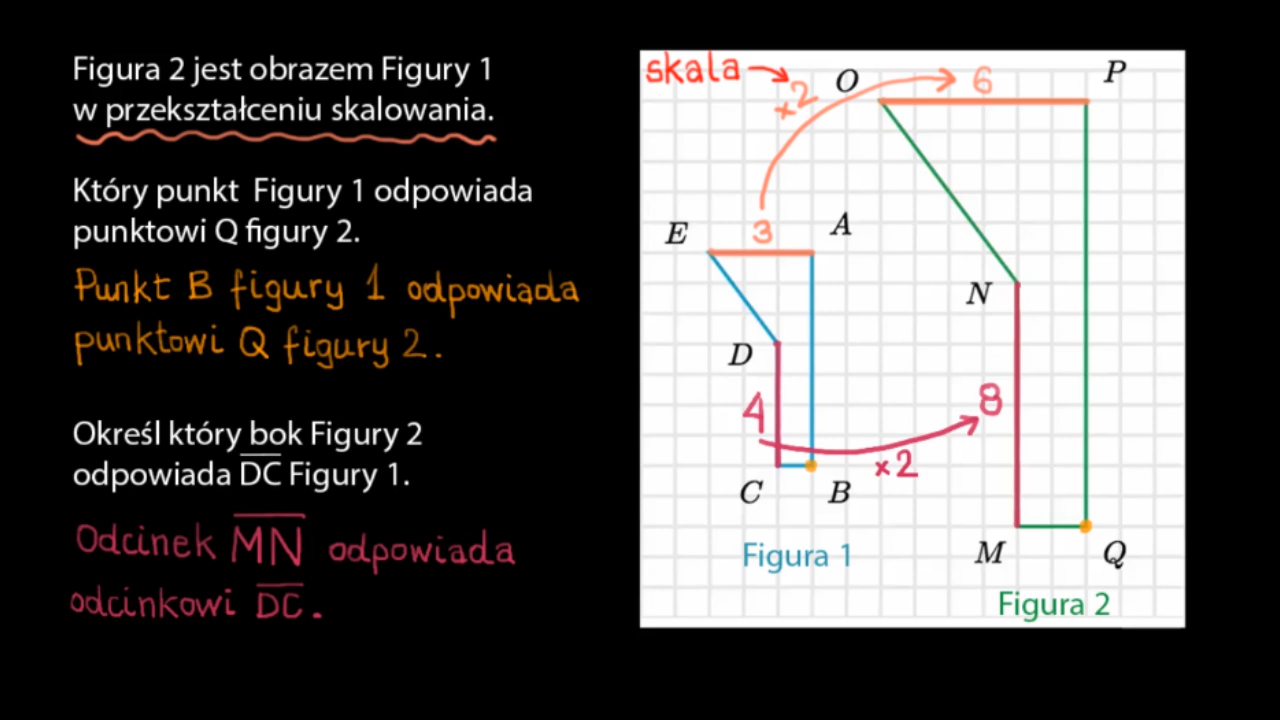 Figura 2 jest obrazem Figury 1
w przekształceniu skalowania.
Który punkt Figury 1 odpowiada
punktowi Q figury 2.
Punkt B figury 1 odpowiada
punktowi Q figury 2.
Określ który bok Figury 2
odpowiada DC Figury 1.
Odcinek MN odpowiada
odcinkowi DC.
skala
×2
O
6
P
E
3
A
N
D
4
8
×2
C
B
Figura 1
M
Q
Figura 2